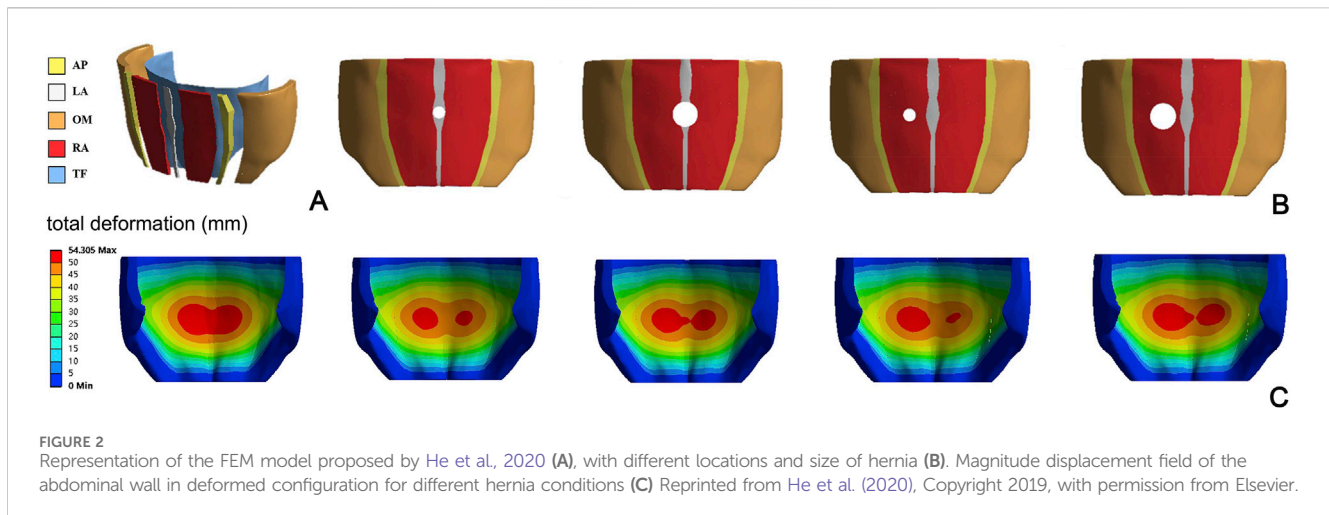 AP
LA
OM
RA
TF
A
B
total deformation (mm)
54.305 Max
50
45
40
35
30
25
20
15
10
5
0 Min
C
FIGURE 2
Representation of the FEM model proposed by He et al., 2020 (A), with different locations and size of hernia (B). Magnitude displacement field of the
abdominal wall in deformed configuration for different hernia conditions (C) Reprinted from He et al. (2020), Copyright 2019, with permission from Elsevier.